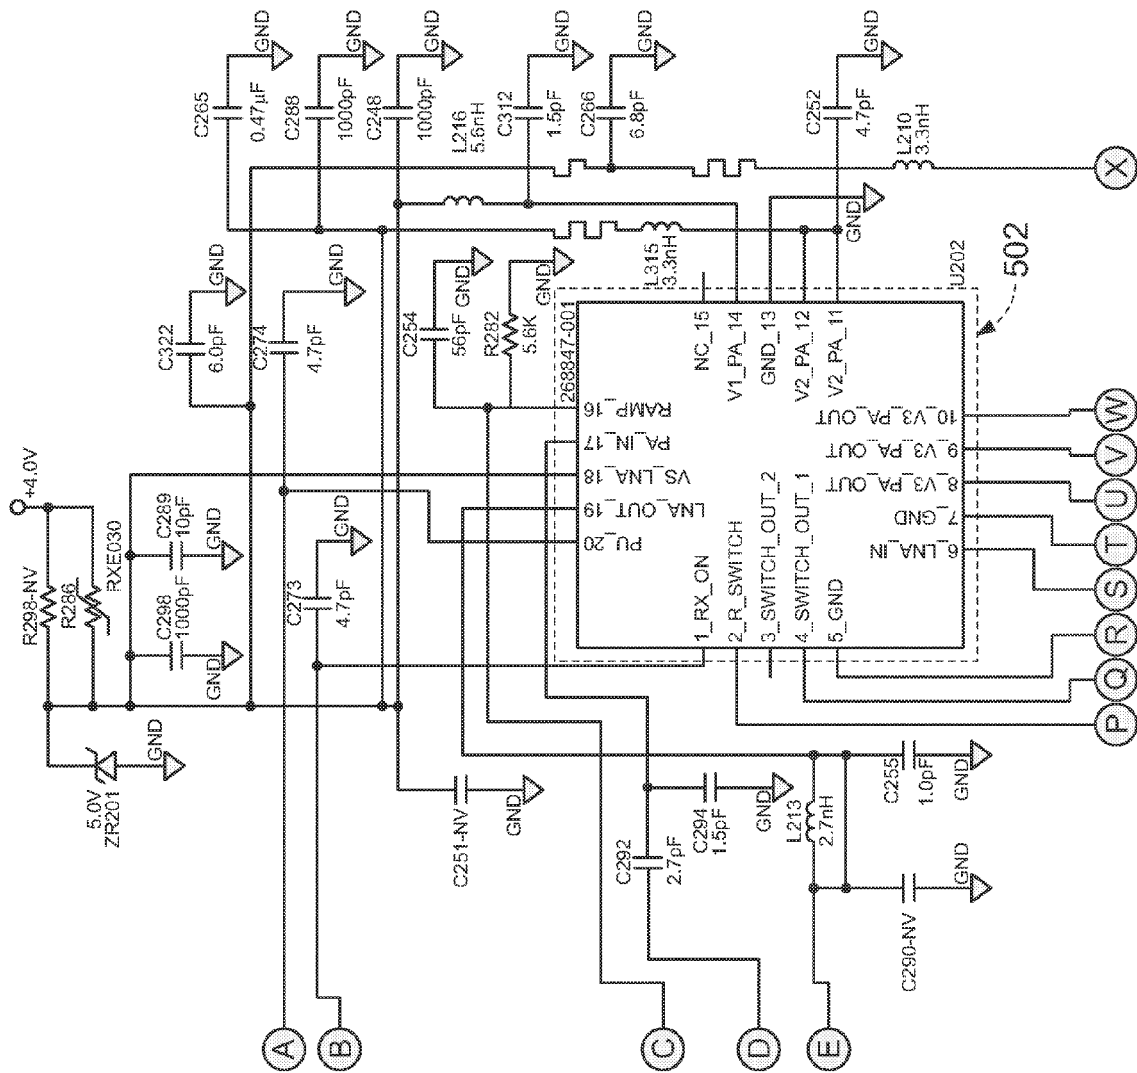 +4.0V
R298-NV
R286
RXE030
5.0V
ZR201
GND
C298
1000pF
GND
C289
10pF
GND
C322
6.0pF
GND
C265
0.47µF
GND
C288
1000pF
GND
C248
1000pF
GND
L216
5.6nH
C312
1.5pF
GND
C266
6.8pF
GND
C252
4.7pF
GND
L210
3.3nH
X
GND
L315
3.3nH
C274
4.7pF
GND
C254
56pF
GND
R282
5.6K
GND
C273
4.7pF
GND
268847-001
U202
502
NC_15
V1_PA_14
GND_13
V2_PA_12
V2_PA_11
RAMP_16
PA_IN_17
VS_LNA_18
LNA_OUT_19
PU_20
1_RX_ON
2_R_SWITCH
3_SWITCH_OUT_2
4_SWITCH_OUT_1
5_GND
6_LNA_IN
7_GND
8_V3_PA_OUT
9_V3_PA_OUT
10_V3_PA_OUT
W
V
U
T
S
R
Q
P
C251-NV
GND
C292
2.7pF
C294
1.5pF
GND
L213
2.7nH
C255
1.0pF
GND
C290-NV
GND
A
B
C
D
E